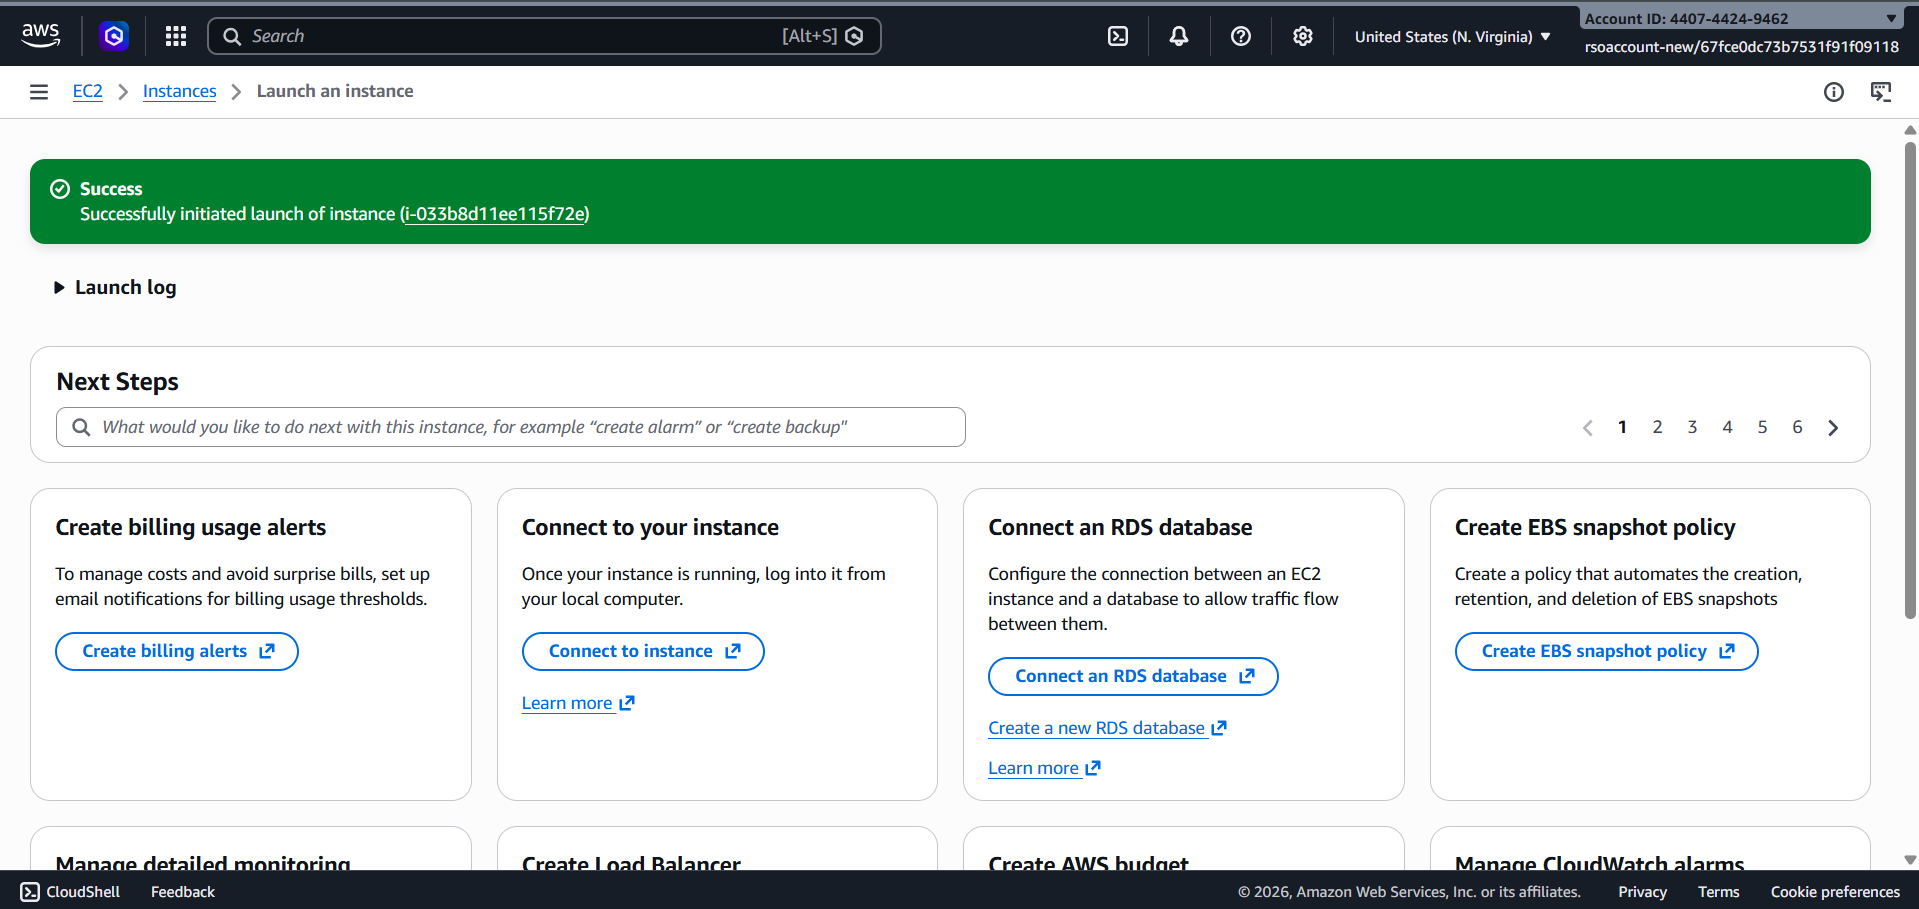 aws
Search
[Alt+S]
United States (N. Virginia)
Account ID: 4407-4424-9462
rsoaccount-new/67fce0dc73b7531f91f09118
EC2
Instances
Launch an instance
Success
Successfully initiated launch of instance (i-033b8d11ee115f72e)
Launch log
Next Steps
What would you like to do next with this instance, for example “create alarm” or “create backup"
1 2 3 4 5 6
Create billing usage alerts
To manage costs and avoid surprise bills, set up
email notifications for billing usage thresholds.
Create billing alerts
Connect to your instance
Once your instance is running, log into it from
your local computer.
Connect to instance
Learn more
Connect an RDS database
Configure the connection between an EC2
instance and a database to allow traffic flow
between them.
Connect an RDS database
Create a new RDS database
Learn more
Create EBS snapshot policy
Create a policy that automates the creation,
retention, and deletion of EBS snapshots
Create EBS snapshot policy
Manage detailed monitoring
Create Load Balancer
Create AWS budget
Manage CloudWatch alarms
CloudShell
Feedback
© 2026, Amazon Web Services, Inc. or its affiliates.
Privacy
Terms
Cookie preferences